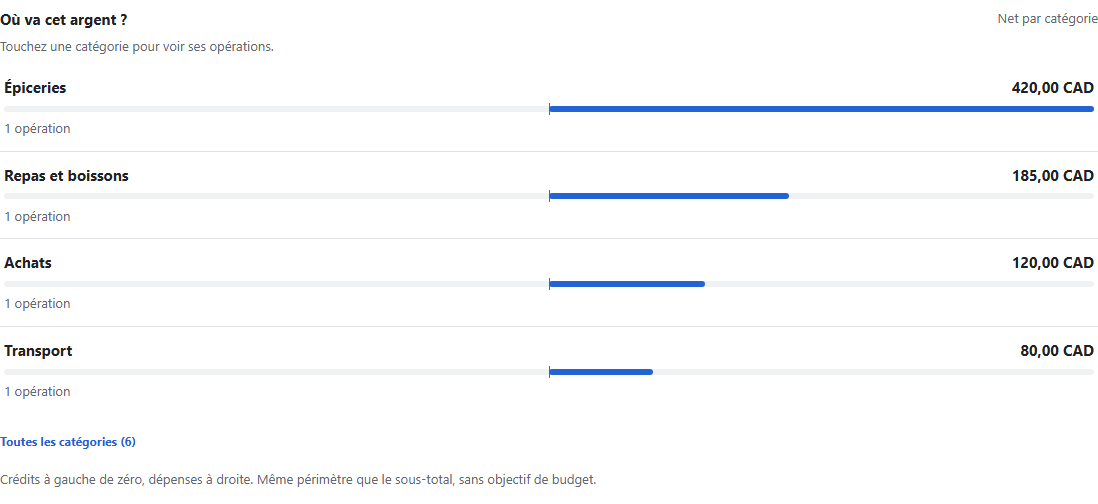 Où va cet argent ?
Net par catégorie
Touchez une catégorie pour voir ses opérations.
Épiceries
420,00 CAD
1 opération
Repas et boissons
185,00 CAD
1 opération
Achats
120,00 CAD
1 opération
Transport
80,00 CAD
1 opération
Toutes les catégories (6)
Crédits à gauche de zéro, dépenses à droite. Même périmètre que le sous-total, sans objectif de budget.